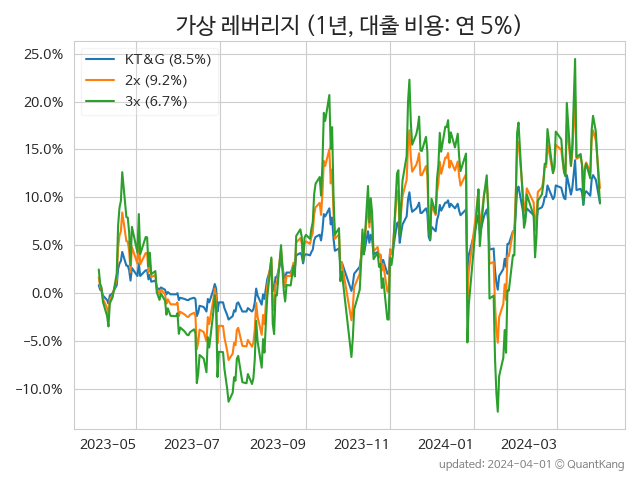 가상 레버리지 (1년, 대출 비용: 연 5%)
25.0%
20.0%
15.0%
10.0%
5.0%
0.0%
−5.0%
−10.0%
KT&G (8.5%)
2x (9.2%)
3x (6.7%)
2023-05 2023-07 2023-09 2023-11 2024-01 2024-03
updated: 2024-04-01 © QuantKang